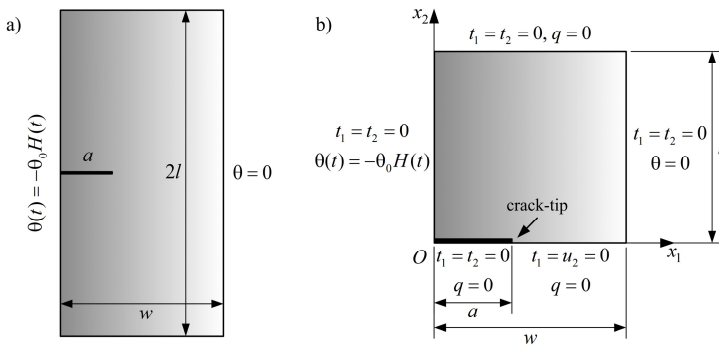 a)
θ(t) = −θ₀H(t)
a
2l
θ = 0
w
b)
x₂
t₁ = t₂ = 0, q = 0
t₁ = t₂ = 0
θ(t) = −θ₀H(t)
t₁ = t₂ = 0
θ = 0
crack-tip
O
t₁ = t₂ = 0
t₁ = u₂ = 0
x₁
q = 0
q = 0
a
w